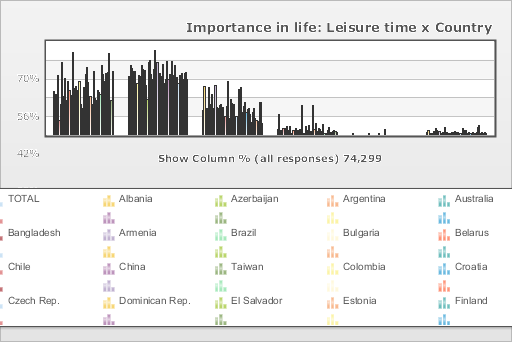 Importance in life: Leisure time x Country
70%
56%
42%
Show Column % (all responses) 74,299
TOTAL Albania Azerbaijan Argentina Australia
Bangladesh Armenia Brazil Bulgaria Belarus
Chile China Taiwan Colombia Croatia
Czech Rep. Dominican Rep. El Salvador Estonia Finland